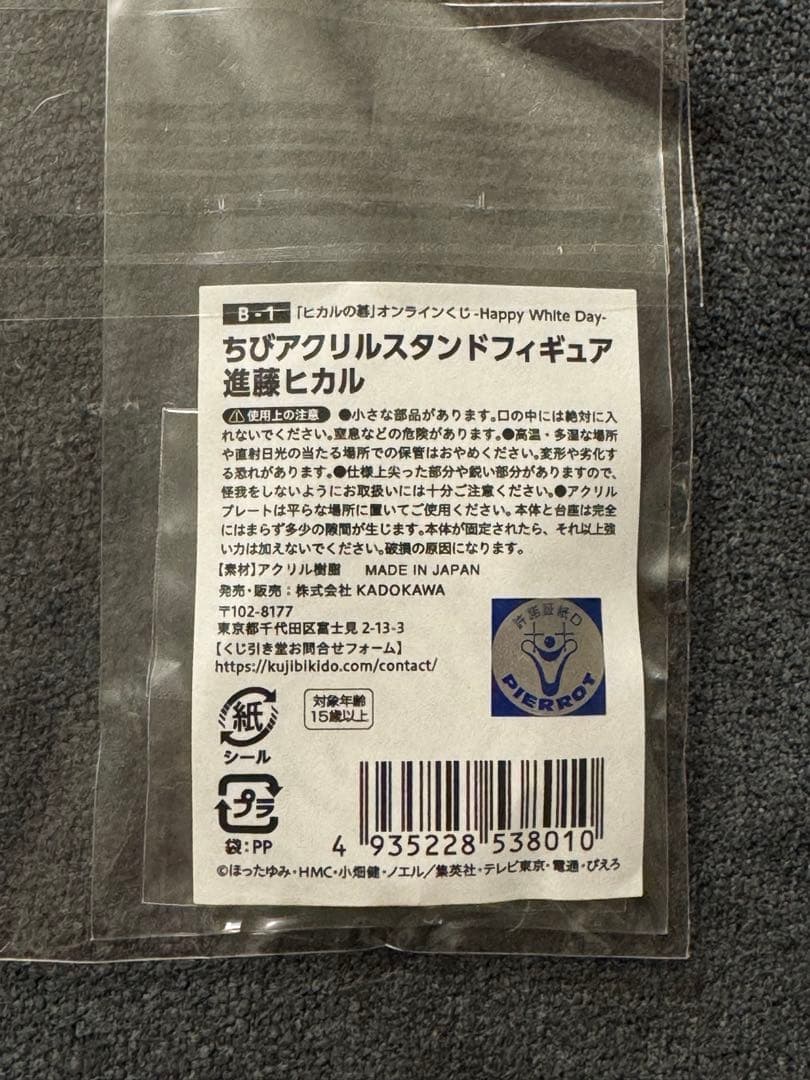 B-1 「ヒカルの碁」オンラインくじ -Happy White Day-
ちびアクリルスタンドフィギュア
進藤ヒカル
使用上の注意 ●小さな部品があります。口の中には絶対に入
れないでください。窒息などの危険があります。●高温・多湿な場所
や直射日光の当たる場所での保管はおやめください。変形や劣化す
る恐れがあります。●仕様上尖った部分や鋭い部分がありますので、
怪我をしないようにお取扱いには十分ご注意ください。●アクリル
プレートは平らな場所に置いてご使用ください。本体と台座は完全
にはまらず多少の隙間が生じます。本体が固定されたら、それ以上強
い力は加えないでください。破損の原因になります。
【素材】アクリル樹脂 MADE IN JAPAN
発売・販売:株式会社 KADOKAWA
〒102-8177
東京都千代田区富士見 2-13-3
【くじ引き堂お問合せフォーム】
https://kujibikido.com/contact/
許諾証紙D
PIERROT
紙
シール
対象年齢
15歳以上
プラ
袋:PP
4 935228 538010
©ほったゆみ・HMC・小畑健・ノエル/集英社・テレビ東京・電通・ぴえろ